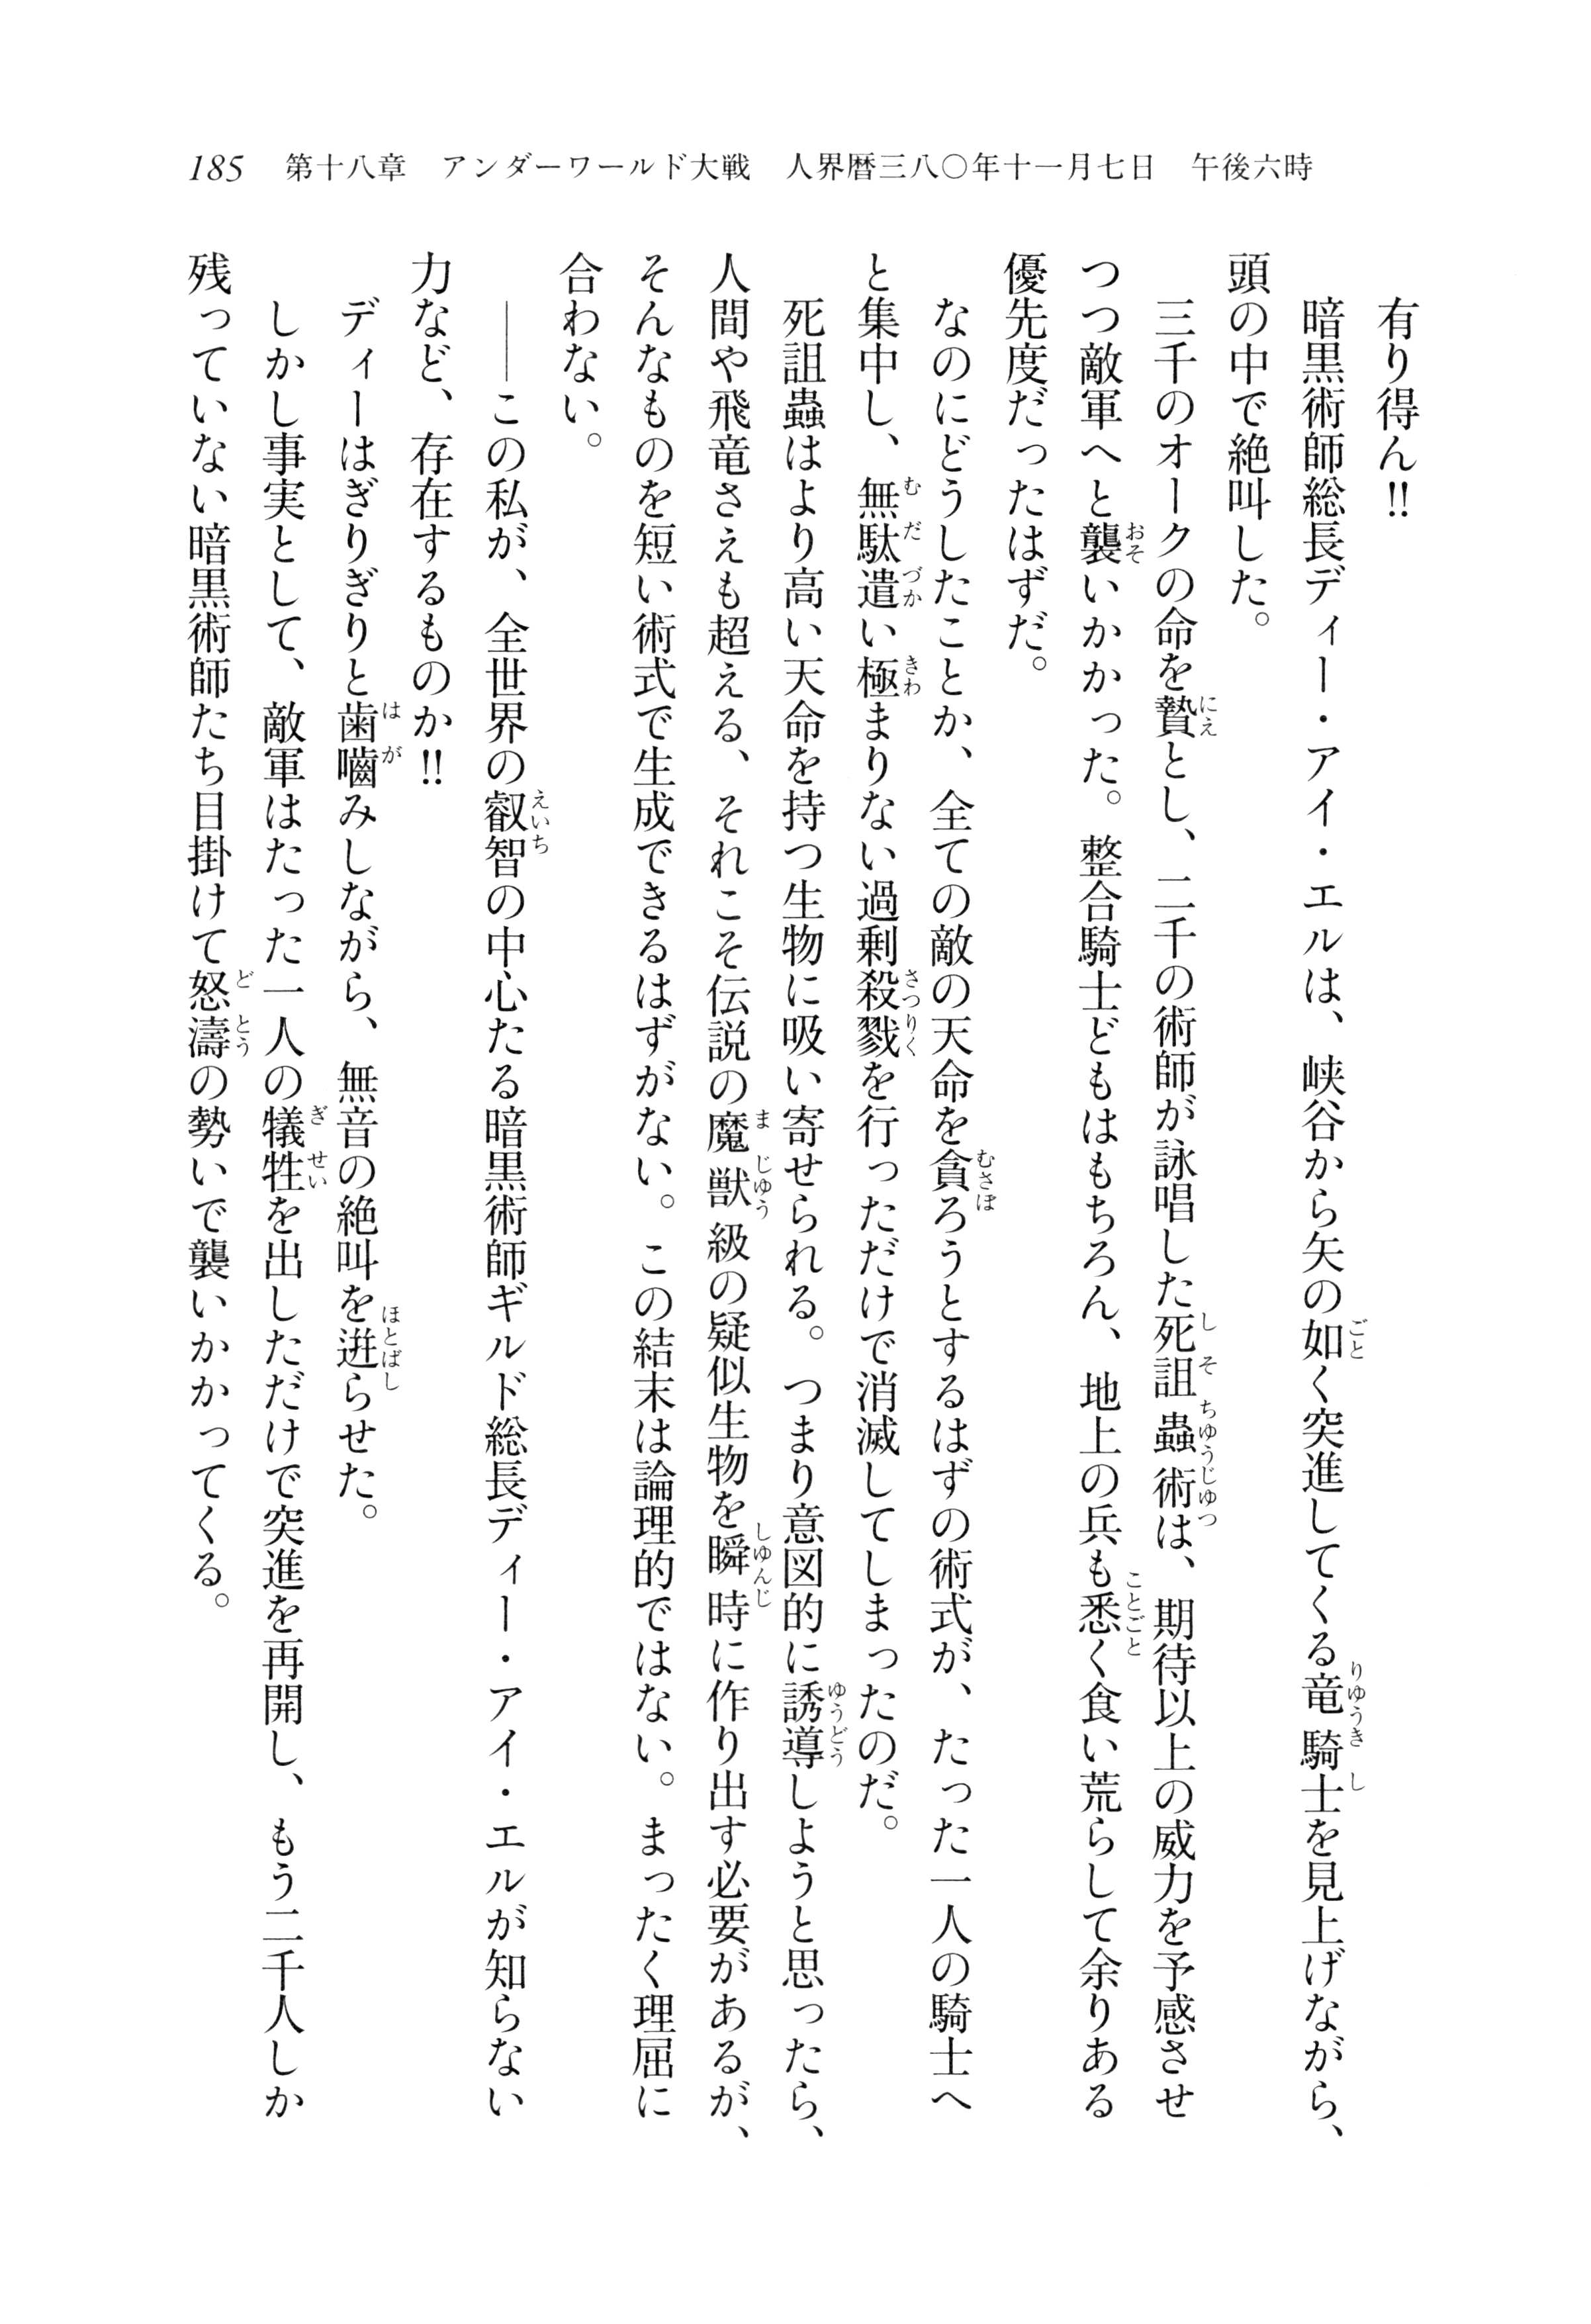 185　第十八章　アンダーワールド大戦　人界暦三八〇年十一月七日　午後六時
有り得ん!!
暗黒術師総長ディー・アイ・エルは、峡谷から矢の如く突進してくる竜騎士を見上げながら、
頭の中で絶叫した。
三千のオークの命を贄とし、二千の術師が詠唱した死詛蟲術は、期待以上の威力を予感させ
つつ敵軍へと襲いかかった。整合騎士どもはもちろん、地上の兵も悉く食い荒らして余りある
優先度だったはずだ。
なのにどうしたことか、全ての敵の天命を貪ろうとするはずの術式が、たった一人の騎士へ
と集中し、無駄遣い極まりない過剰殺戮を行っただけで消滅してしまったのだ。
死詛蟲はより高い天命を持つ生物に吸い寄せられる。つまり意図的に誘導しようと思ったら、
人間や飛竜さえも超える、それこそ伝説の魔獣級の疑似生物を瞬時に作り出す必要があるが、
そんなものを短い術式で生成できるはずがない。この結末は論理的ではない。まったく理屈に
合わない。
――この私が、全世界の叡智の中心たる暗黒術師ギルド総長ディー・アイ・エルが知らない
力など、存在するものか!!
ディーはぎりぎりと歯嚙みしながら、無音の絶叫を迸らせた。
しかし事実として、敵軍はたった一人の犠牲を出しただけで突進を再開し、もう二千人しか
残っていない暗黒術師たち目掛けて怒濤の勢いで襲いかかってくる。